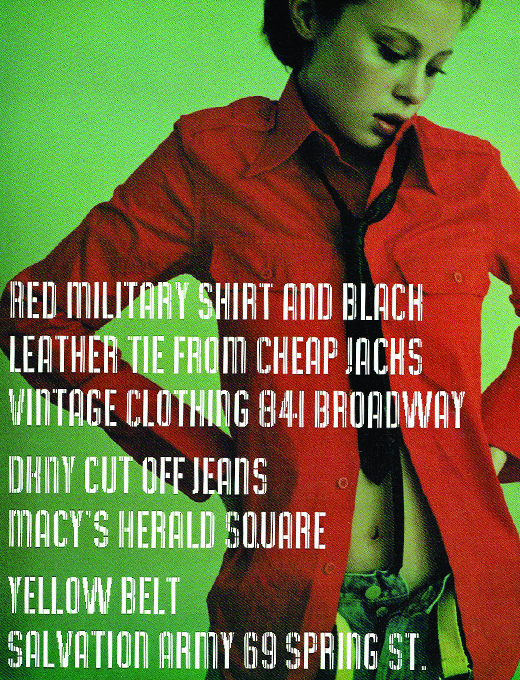 RED MILITARY SHIRT AND BLACK
LEATHER TIE FROM CHEAP JACKS
VINTAGE CLOTHING 841 BROADWAY
DKNY CUT OFF JEANS
MACY'S HERALD SQUARE
YELLOW BELT
SALVATION ARMY 69 SPRING ST.